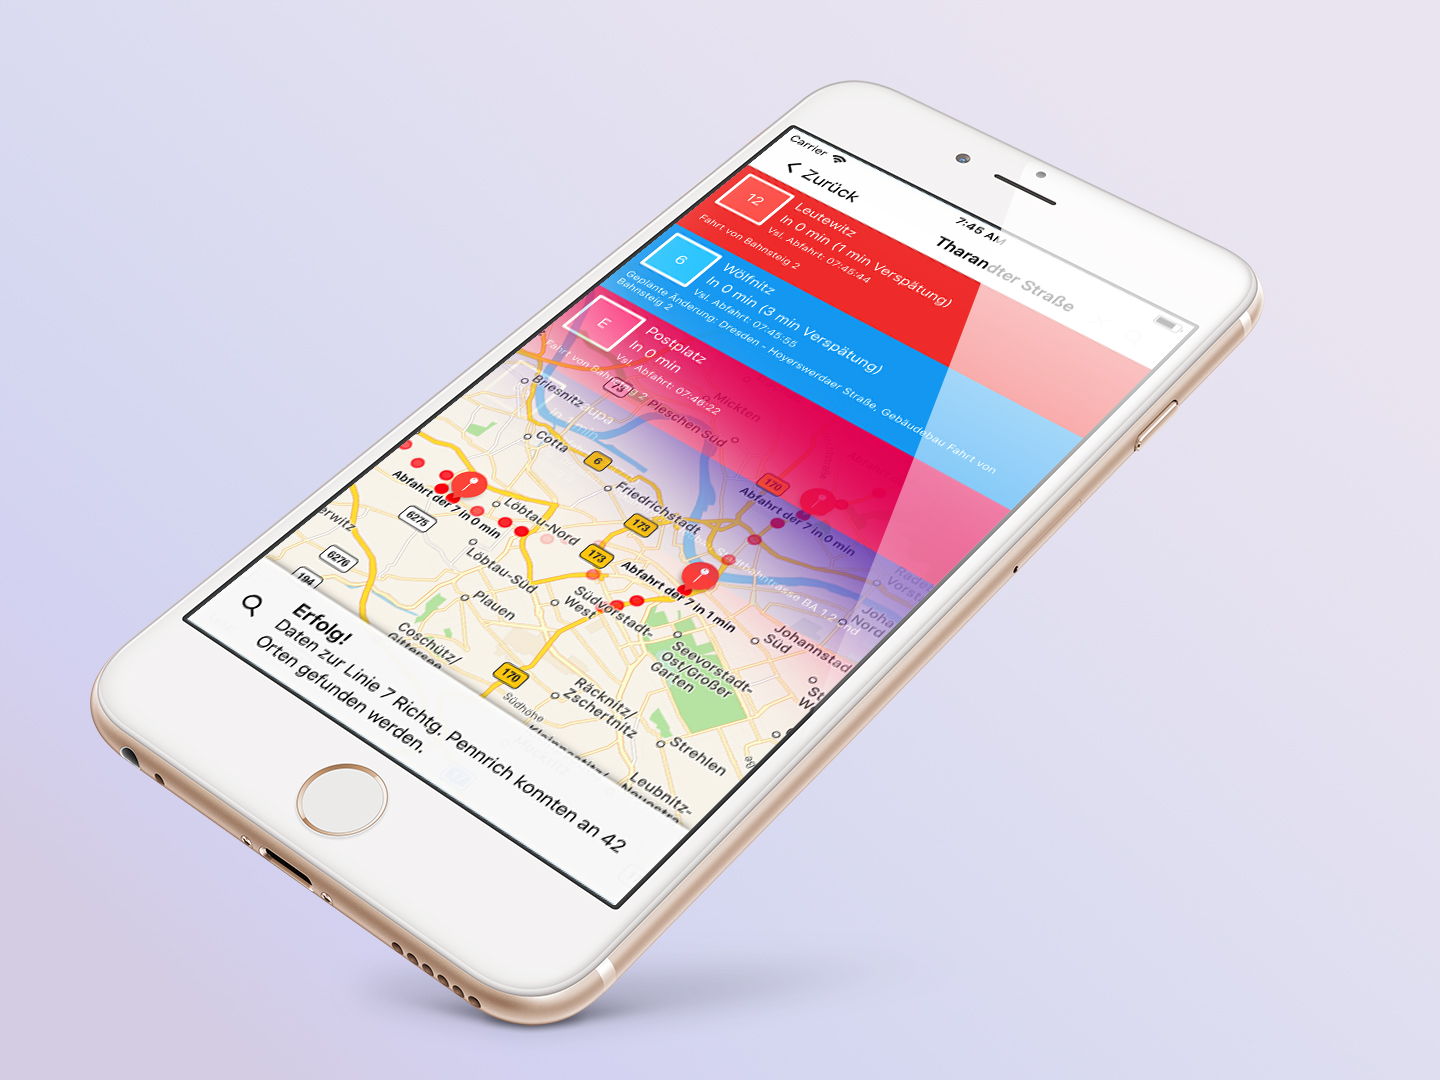 Carrier
7:45 AM
Zurück
Tharandter Straße
12
Leutewitz
In 0 min (1 min Verspätung)
Vsl. Abfahrt: 07:45:44
Fahrt von Bahnsteig 2
6
Wölfnitz
In 0 min (3 min Verspätung)
Vsl. Abfahrt: 07:45:55
Geplante Änderung: Dresden - Hoyerswerdaer Straße, Gebäudebau Fahrt von
Bahnsteig 2
E
Postplatz
In 0 min
Vsl. Abfahrt: 07:46:22
Fahrt von Bahnsteig 2
73
Mickten
Pieschen Süd
Briesnitz
aupa
In 1 min
Cotta
6
Friedrichstadt
170
Abfahrt der 7 in 0 min
Abfahrt der 7 in 0 min
Löbtau-Nord
173
6275
173
Abfahrt der 7 in 1 min
6276
Löbtau-Süd
194
Plauen
Südvorstadt-
West
Johannstadt
Süd
Coschütz/
Gittersee
Seevorstadt-
Ost/Großer
Garten
170
Räcknitz/
Zschertnitz
Südhöhe
Strehlen
Leubnitz-
Erfolg!
Daten zur Linie 7 Richtg. Pennrich konnten an 42
Orten gefunden werden.